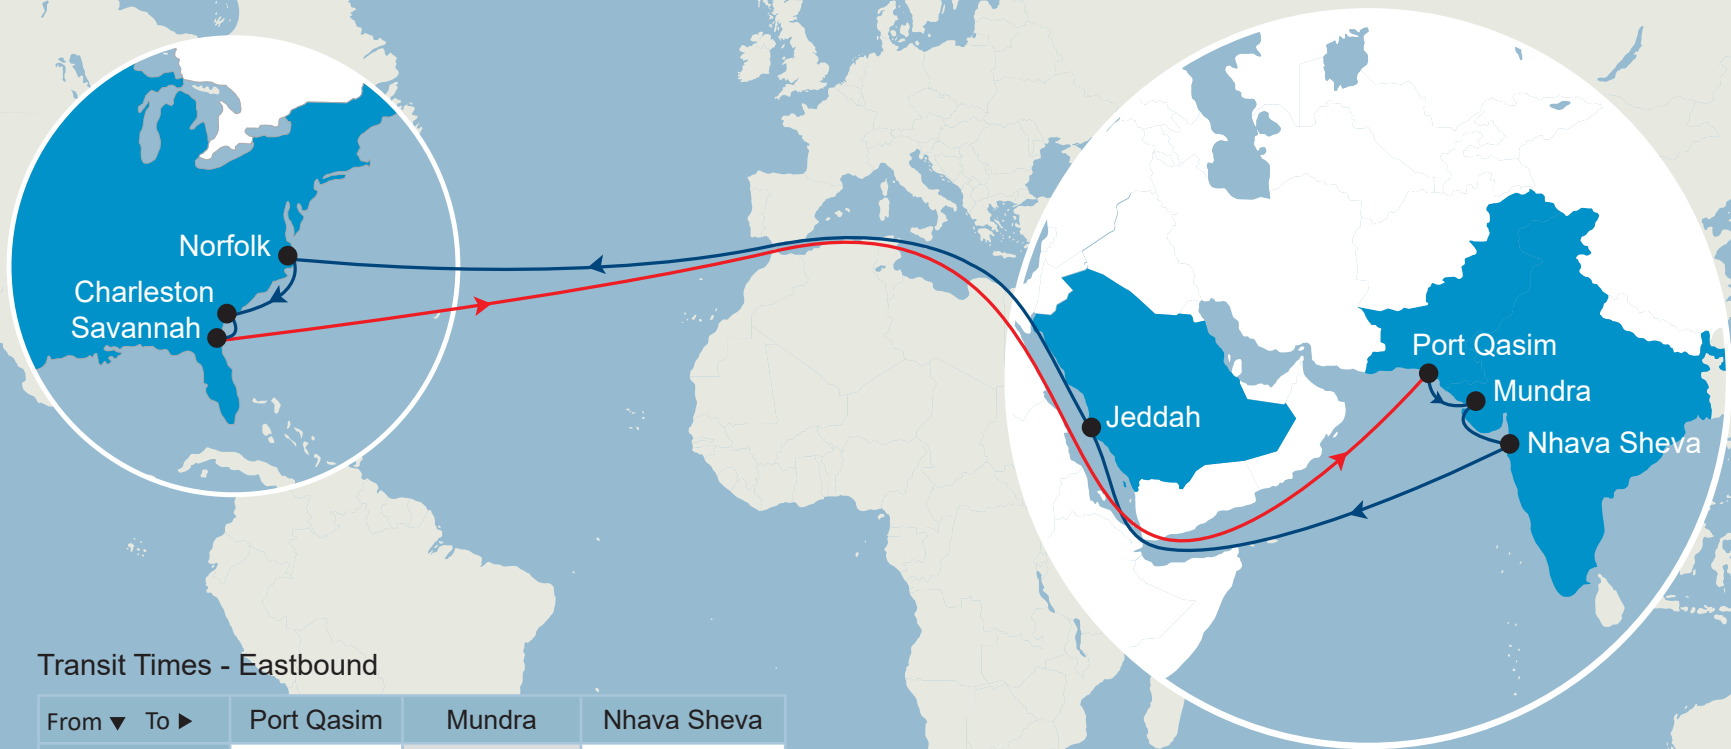 Norfolk
Charleston
Savannah
Port Qasim
Mundra
Jeddah
Nhava Sheva
Transit Times - Eastbound
From ▼ To ► Port Qasim Mundra Nhava Sheva